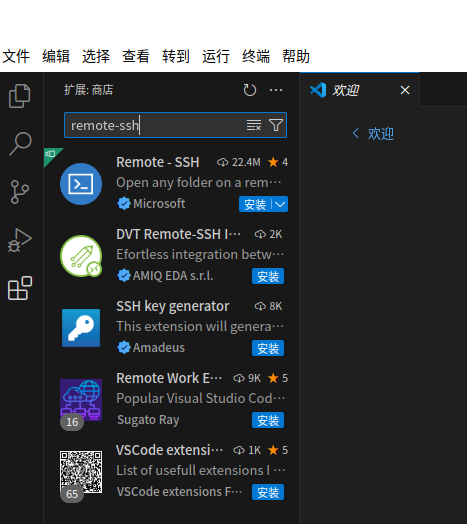 文件 编辑 选择 查看 转到 运行 终端 帮助
扩展: 商店 ···
欢迎
remote-ssh
欢迎
Remote - SSH 22.4M 4
Open any folder on a rem···
Microsoft 安装
DVT Remote-SSH I··· 2K
Efortless integration betw···
AMIQ EDA s.r.l. 安装
SSH key generator 8K
This extension will genera···
Amadeus 安装
Remote Work E··· 9K 5
Popular Visual Studio Cod···
16 Sugato Ray 安装
VSCode extensi··· 1K 5
List of usefull extensions I ···
65 VSCode extensions F··· 安装